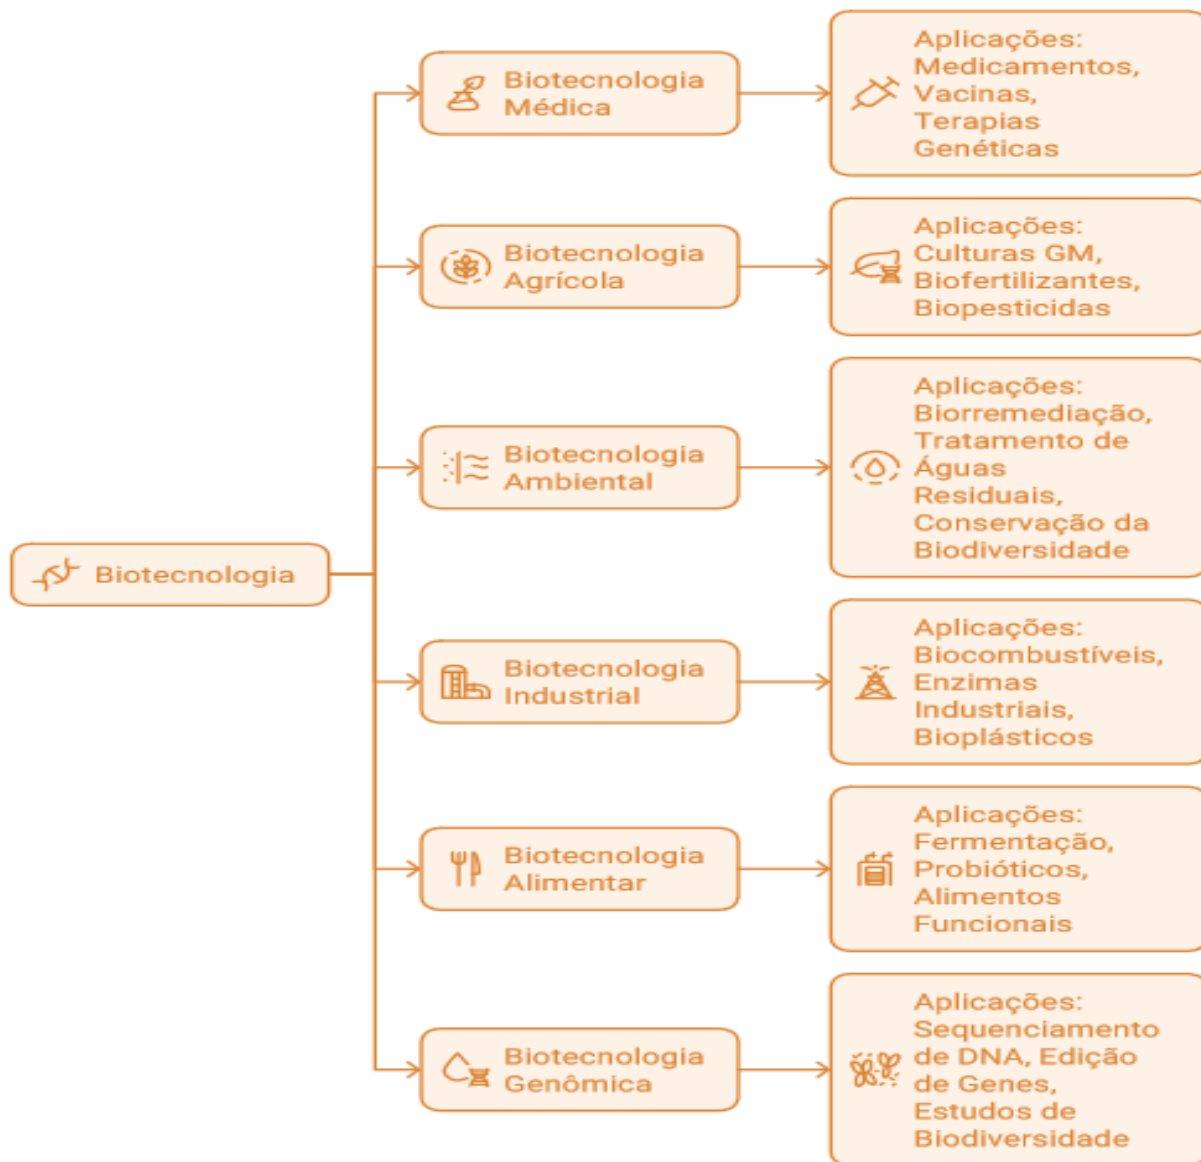 Biotecnologia
Biotecnologia
Médica
Aplicações:
Medicamentos,
Vacinas,
Terapias
Genéticas
Biotecnologia
Agrícola
Aplicações:
Culturas GM,
Biofertilizantes,
Biopesticidas
Biotecnologia
Ambiental
Aplicações:
Biorremediação,
Tratamento de
Águas
Residuais,
Conservação da
Biodiversidade
Biotecnologia
Industrial
Aplicações:
Biocombustíveis,
Enzimas
Industriais,
Bioplásticos
Biotecnologia
Alimentar
Aplicações:
Fermentação,
Probióticos,
Alimentos
Funcionais
Biotecnologia
Genômica
Aplicações:
Sequenciamento
de DNA, Edição
de Genes,
Estudos de
Biodiversidade